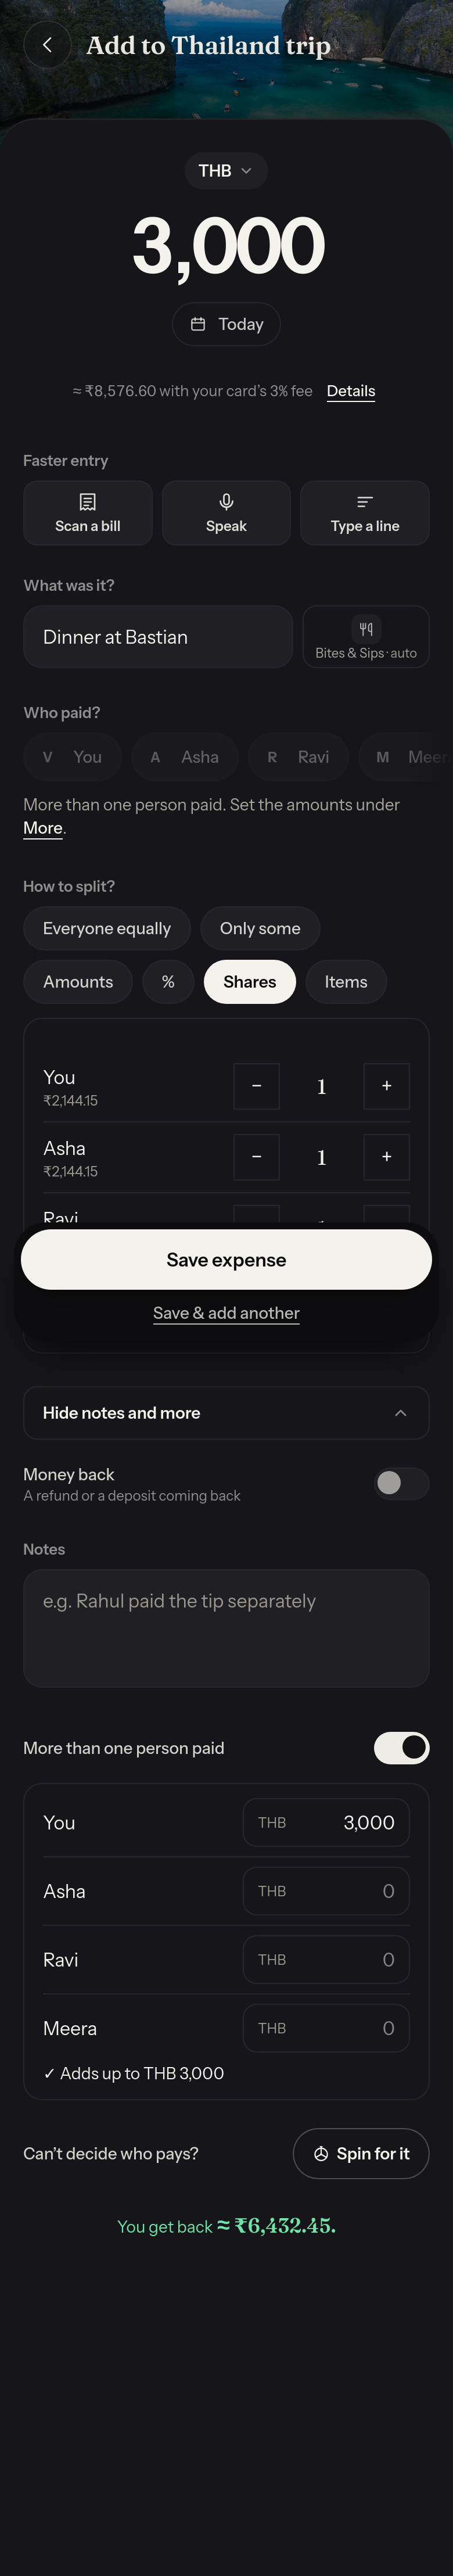 Add to Thailand trip
THB
3,000
Today
≈ ₹8,576.60 with your card's 3% fee Details
Faster entry
Scan a bill Speak Type a line
What was it?
Dinner at Bastian
Bites & Sips · auto
Who paid?
V You A Asha R Ravi M Meer
More than one person paid. Set the amounts under
More.
How to split?
Everyone equally Only some
Amounts % Shares Items
You − 1 +
₹2,144.15
Asha − 1 +
₹2,144.15
Ravi
Save expense
Save & add another
Hide notes and more
Money back
A refund or a deposit coming back
Notes
e.g. Rahul paid the tip separately
More than one person paid
You THB 3,000
Asha THB 0
Ravi THB 0
Meera THB 0
✓ Adds up to THB 3,000
Can't decide who pays? Spin for it
You get back ≈ ₹6,432.45.